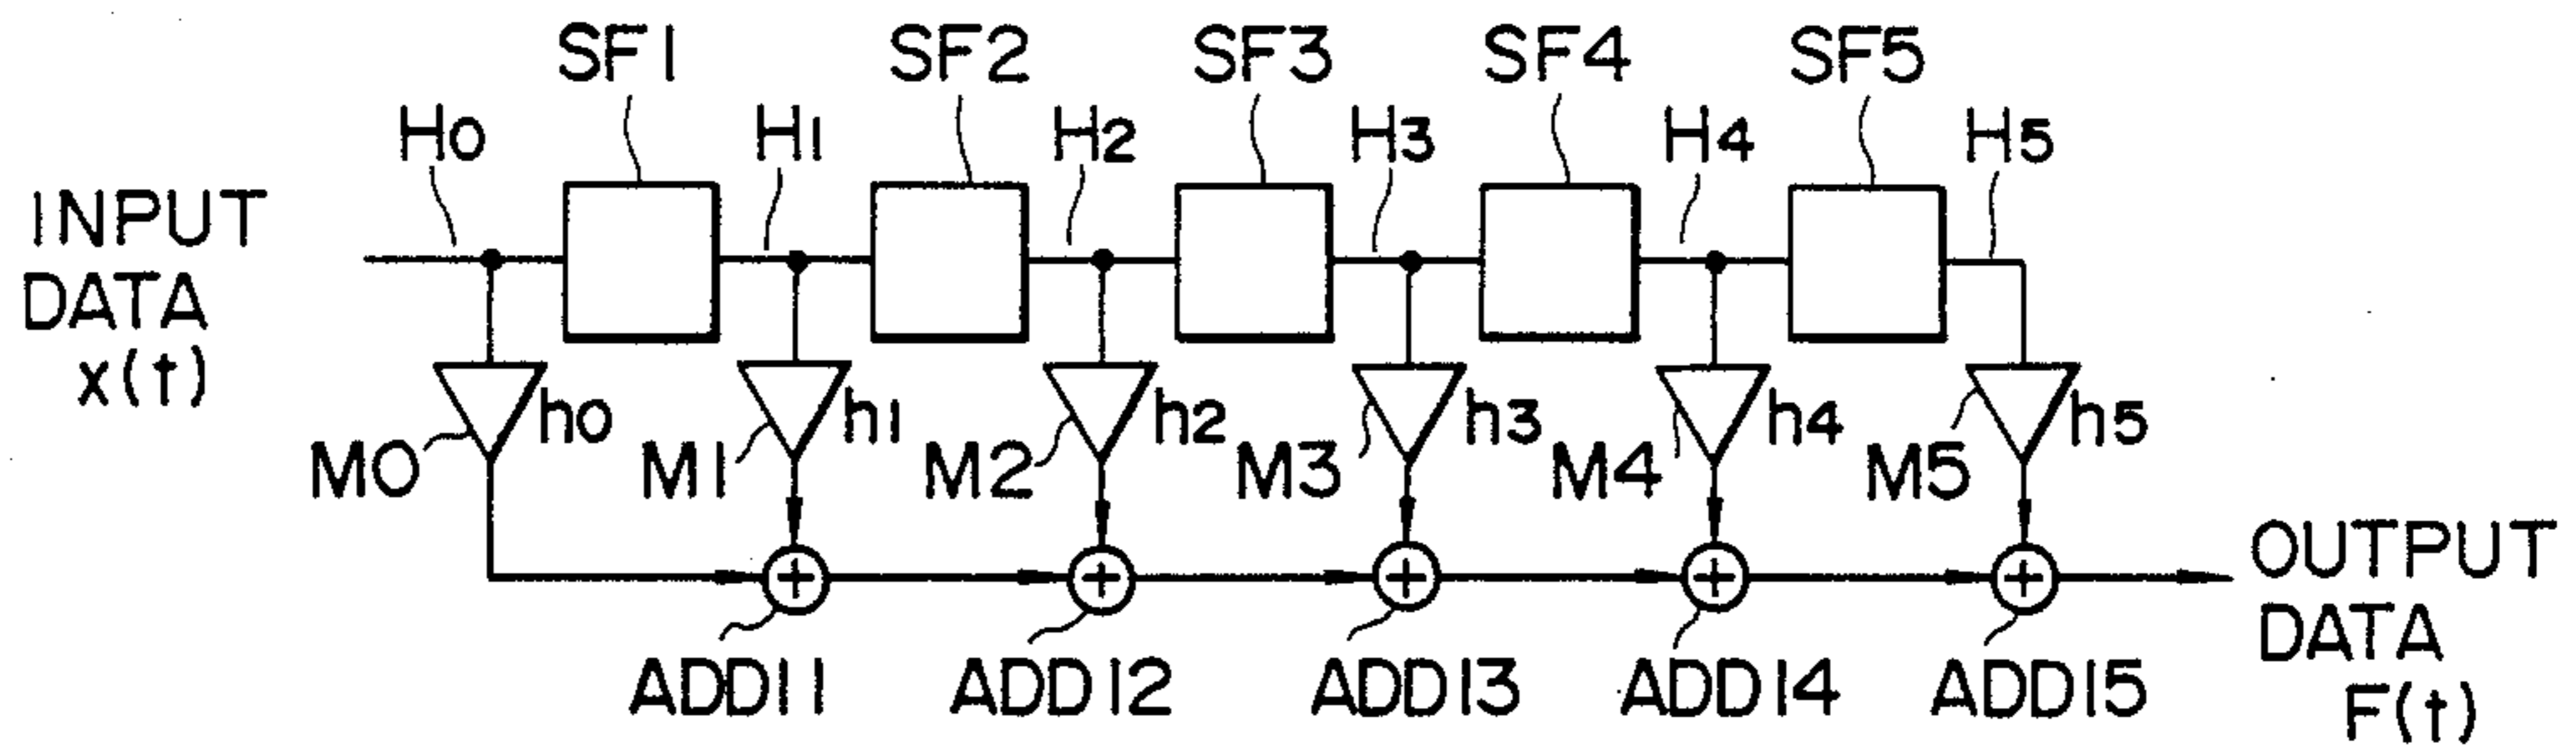 SF1 SF2 SF3 SF4 SF5
H0 H1 H2 H3 H4 H5
INPUT
DATA
x(t)
h0 h1 h2 h3 h4 h5
M0 M1 M2 M3 M4 M5
OUTPUT
DATA
F(t)
ADD11 ADD12 ADD13 ADD14 ADD15